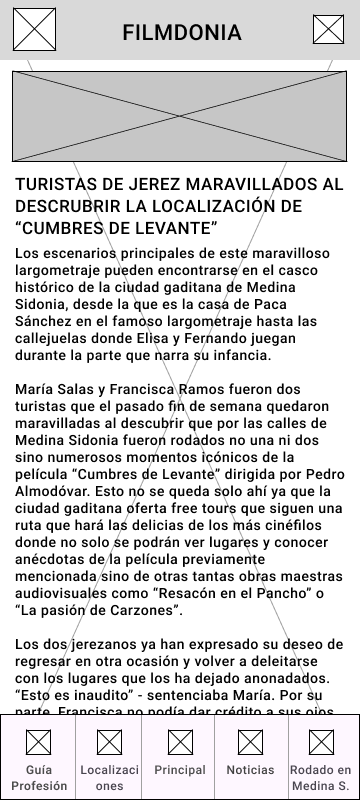 FILMDONIA
TURISTAS DE JEREZ MARAVILLADOS AL
DESCRUBRIR LA LOCALIZACIÓN DE
“CUMBRES DE LEVANTE”
Los escenarios principales de este maravilloso
largometraje pueden encontrarse en el casco
histórico de la ciudad gaditana de Medina
Sidonia, desde la que es la casa de Paca
Sánchez en el famoso largometraje hasta las
callejuelas donde Elisa y Fernando juegan
durante la parte que narra su infancia.
María Salas y Francisca Ramos fueron dos
turistas que el pasado fin de semana quedaron
maravilladas al descubrir que por las calles de
Medina Sidonia fueron rodados no una ni dos
sino numerosos momentos icónicos de la
película “Cumbres de Levante” dirigida por Pedro
Almodóvar. Esto no se queda solo ahí ya que la
ciudad gaditana oferta free tours que siguen una
ruta que hará las delicias de los más cinéfilos
donde no solo se podrán ver lugares y conocer
anécdotas de la película previamente
mencionada sino de otras tantas obras maestras
audiovisuales como “Resacón en el Pancho” o
“La pasión de Carzones”.
Los dos jerezanos ya han expresado su deseo de
regresar en otra ocasión y volver a deleitarse
con los lugares que los ha dejado anonadados.
“Esto es inaudito” - sentenciaba María. Por su
parte, Francisca no podía dar crédito a sus ojos
Guía
Profesión
Localizaci
ones
Principal
Noticias
Rodado en
Medina S.